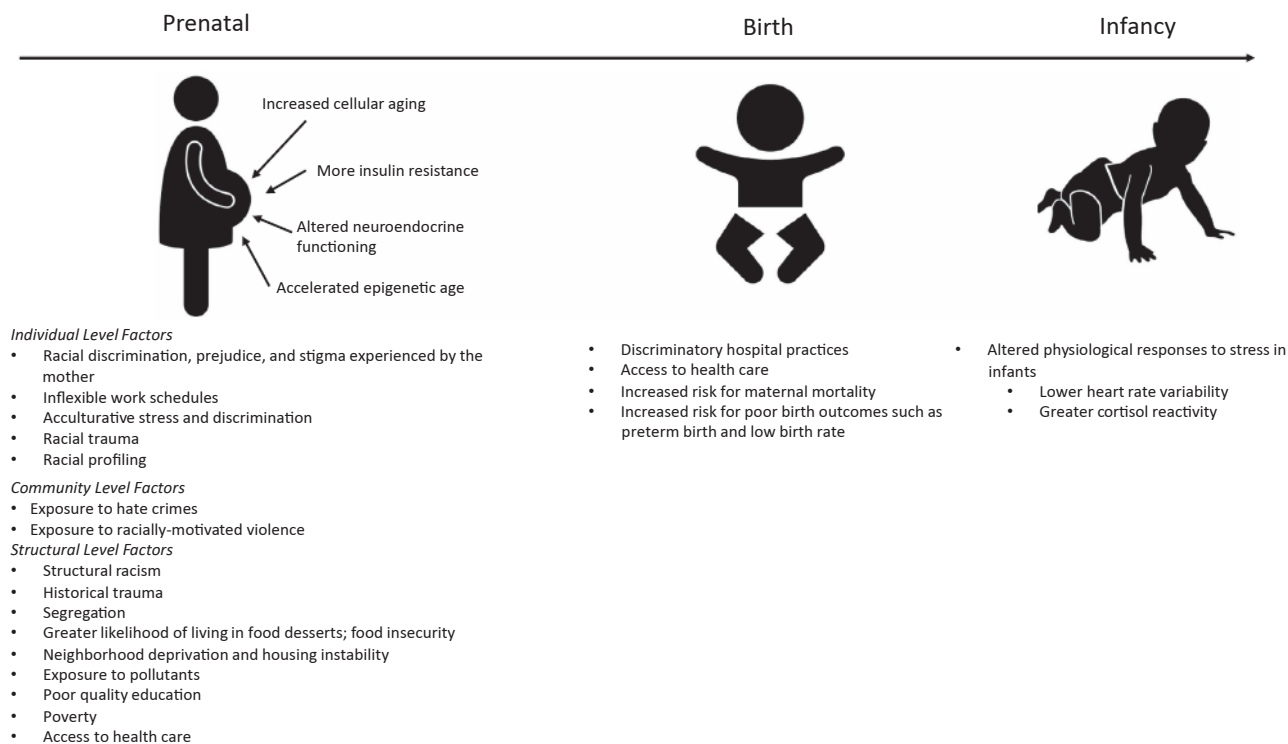 Prenatal
Birth
Infancy
Increased cellular aging
More insulin resistance
Altered neuroendocrine
functioning
Accelerated epigenetic age
Individual Level Factors
• Racial discrimination, prejudice, and stigma experienced by the
mother
• Inflexible work schedules
• Acculturative stress and discrimination
• Racial trauma
• Racial profiling
Community Level Factors
• Exposure to hate crimes
• Exposure to racially-motivated violence
Structural Level Factors
• Structural racism
• Historical trauma
• Segregation
• Greater likelihood of living in food desserts; food insecurity
• Neighborhood deprivation and housing instability
• Exposure to pollutants
• Poor quality education
• Poverty
• Access to health care
• Discriminatory hospital practices
• Access to health care
• Increased risk for maternal mortality
• Increased risk for poor birth outcomes such as
preterm birth and low birth rate
• Altered physiological responses to stress in
infants
• Lower heart rate variability
• Greater cortisol reactivity